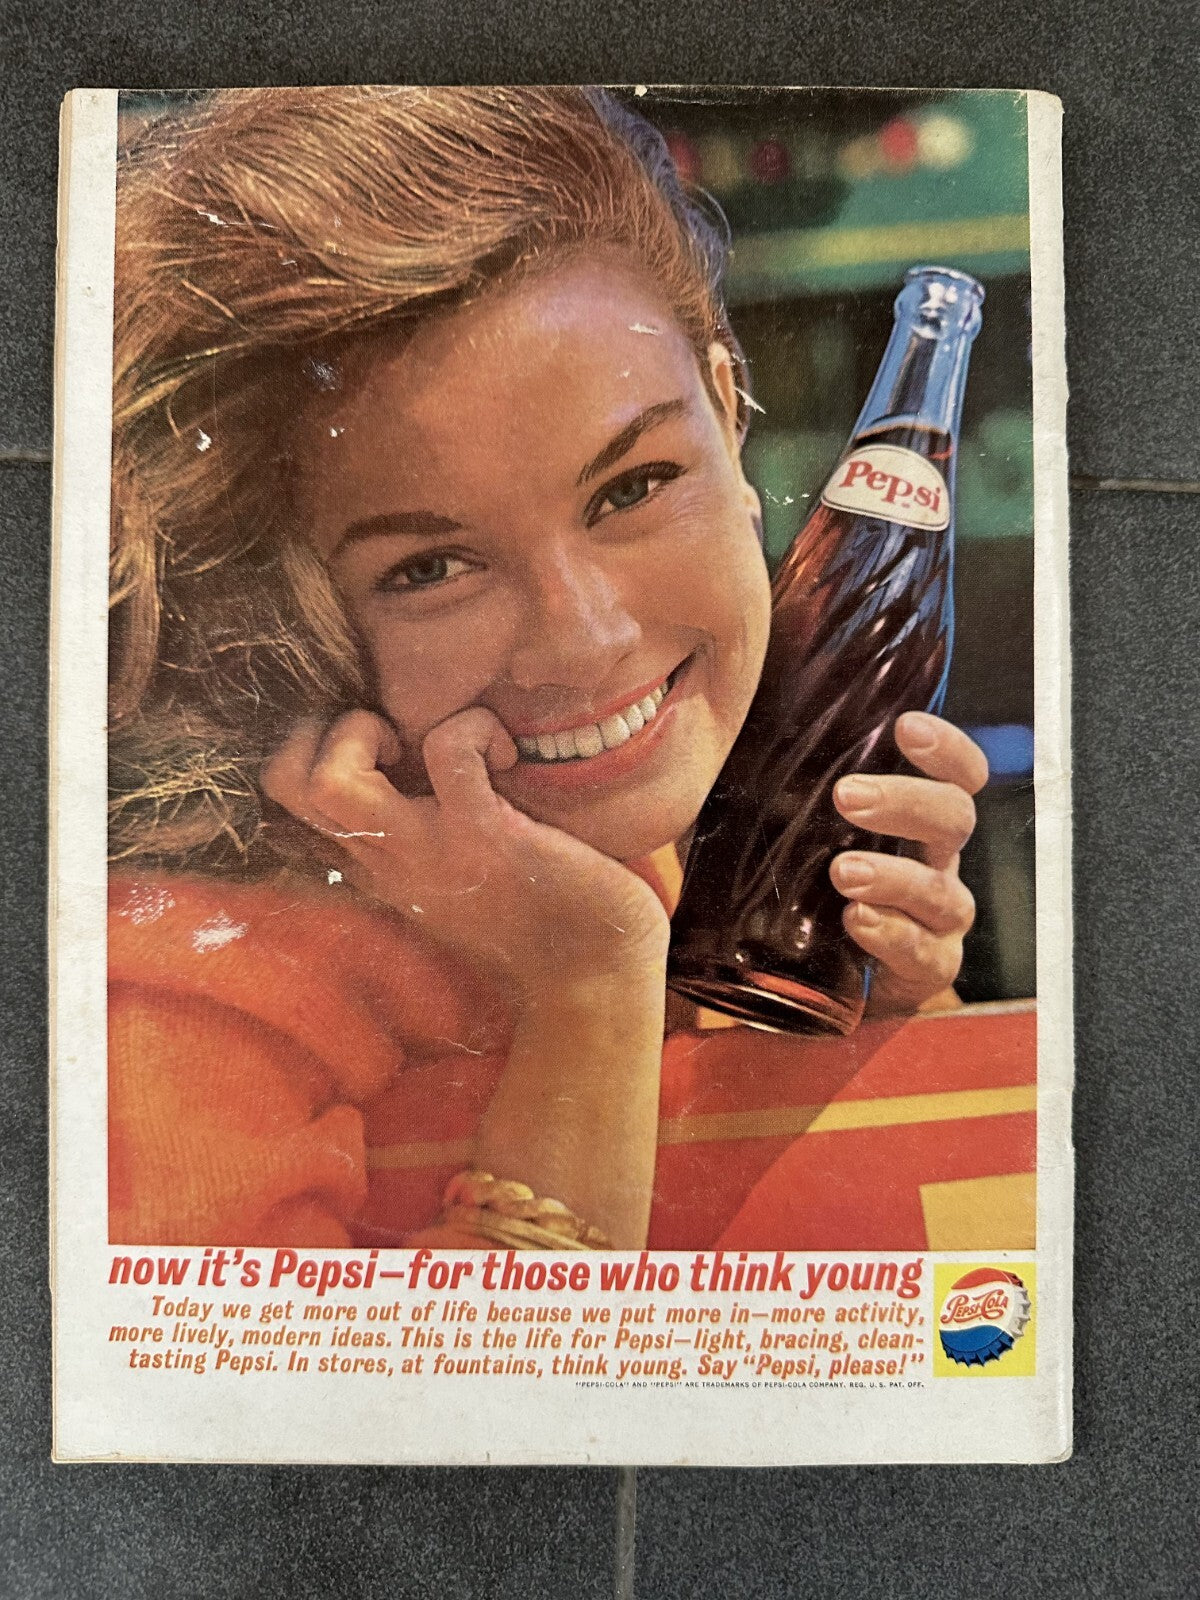 Pepsi
now it's Pepsi—for those who think young
Today we get more out of life because we put more in—more activity,
more lively, modern ideas. This is the life for Pepsi—light, bracing, clean-
tasting Pepsi. In stores, at fountains, think young. Say "Pepsi, please!"
PEPSI-COLA
"PEPSI-COLA" AND "PEPSI" ARE TRADEMARKS OF PEPSI-COLA COMPANY. REG. U. S. PAT. OFF.